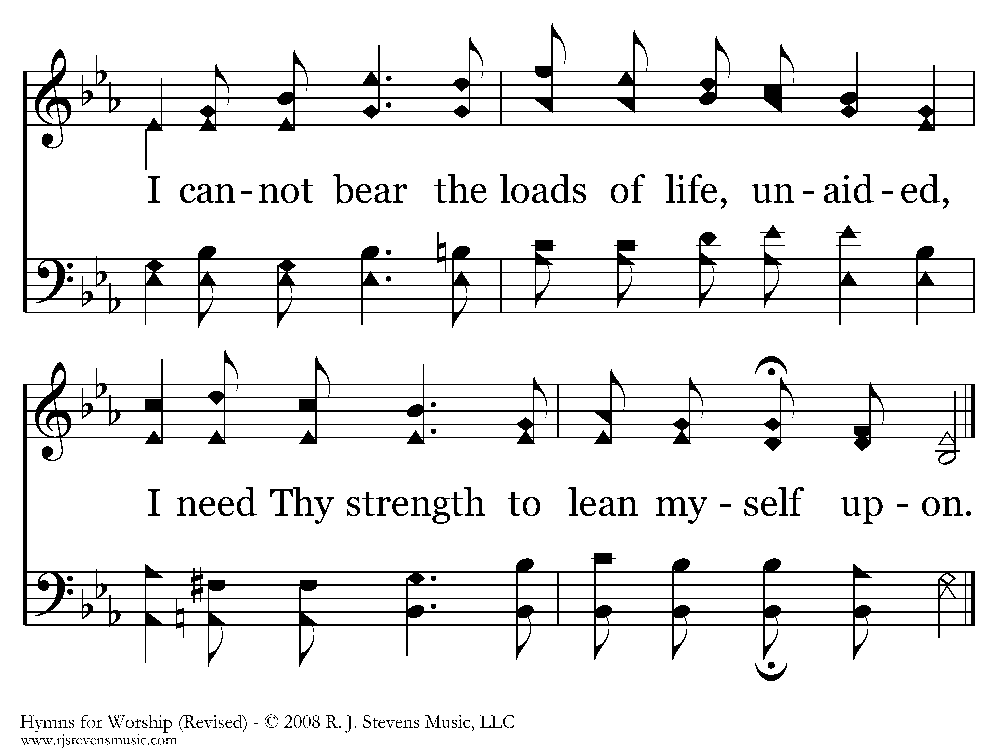 I can - not bear the loads of life, un - aid - ed,
I need Thy strength to lean my - self up - on.
Hymns for Worship (Revised) - © 2008 R. J. Stevens Music, LLC
www.rjstevensmusic.com